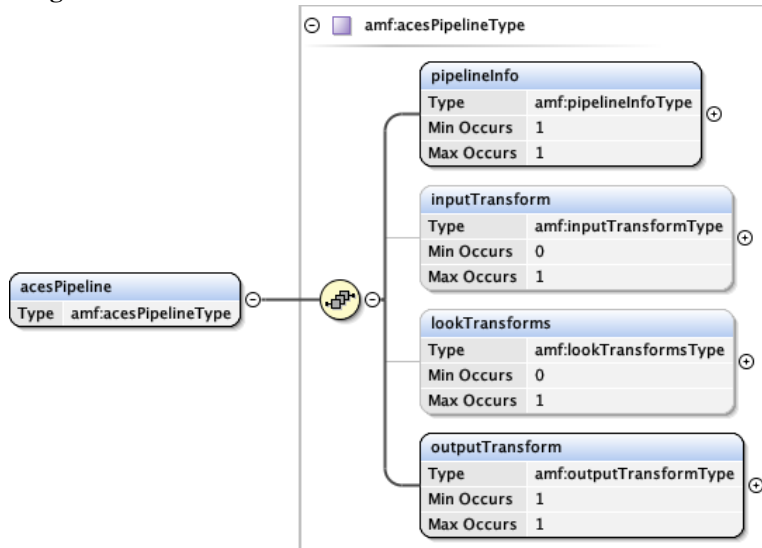 amf:acesPipelineType
pipelineInfo
Type amf:pipelineInfoType
Min Occurs 1
Max Occurs 1
inputTransform
Type amf:inputTransformType
Min Occurs 0
Max Occurs 1
acesPipeline
Type amf:acesPipelineType
lookTransforms
Type amf:lookTransformsType
Min Occurs 0
Max Occurs 1
outputTransform
Type amf:outputTransformType
Min Occurs 1
Max Occurs 1